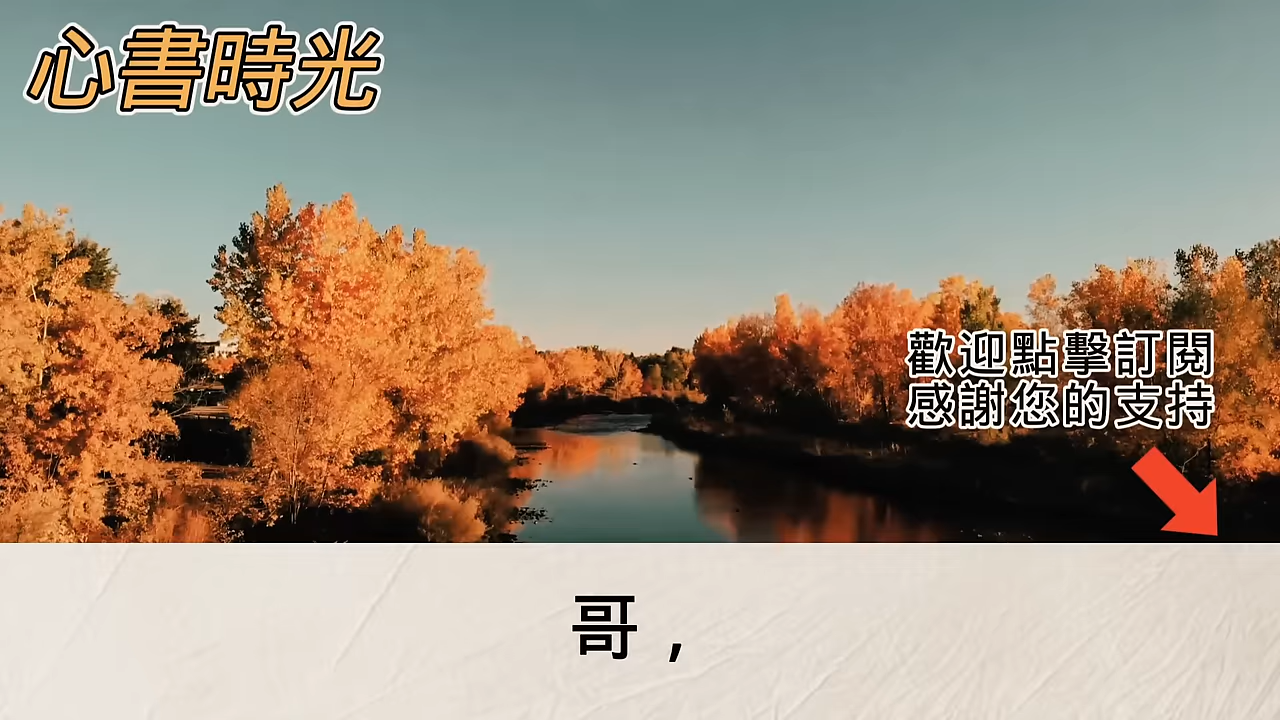 心書時光
歡迎點擊訂閱
感謝您的支持
哥，